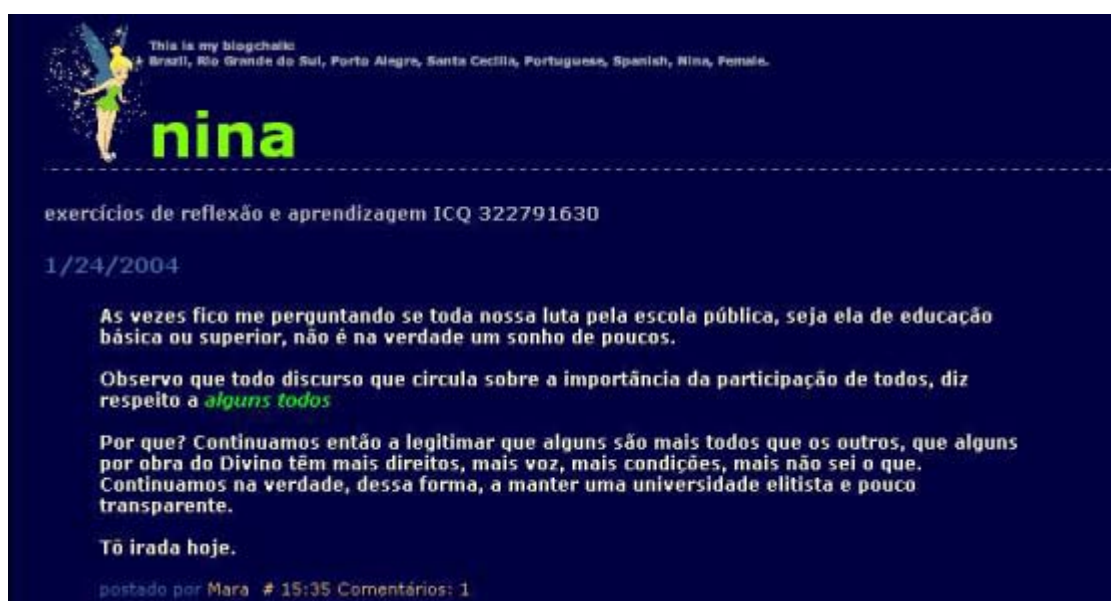 This is my blogchalk:
Brazil, Rio Grande do Sul, Porto Alegre, Santa Cecília, Portuguese, Spanish, Nina, Female.
nina
exercícios de reflexão e aprendizagem ICQ 322791630
1/24/2004
As vezes fico me perguntando se toda nossa luta pela escola pública, seja ela de educação
básica ou superior, não é na verdade um sonho de poucos.
Observo que todo discurso que circula sobre a importância da participação de todos, diz
respeito a alguns todos
Por que? Continuamos então a legitimar que alguns são mais todos que os outros, que alguns
por obra do Divino têm mais direitos, mais voz, mais condições, mais não sei o que.
Continuamos na verdade, dessa forma, a manter uma universidade elitista e pouco
transparente.
Tô irada hoje.
postado por Mara # 15:35 Comentários: 1